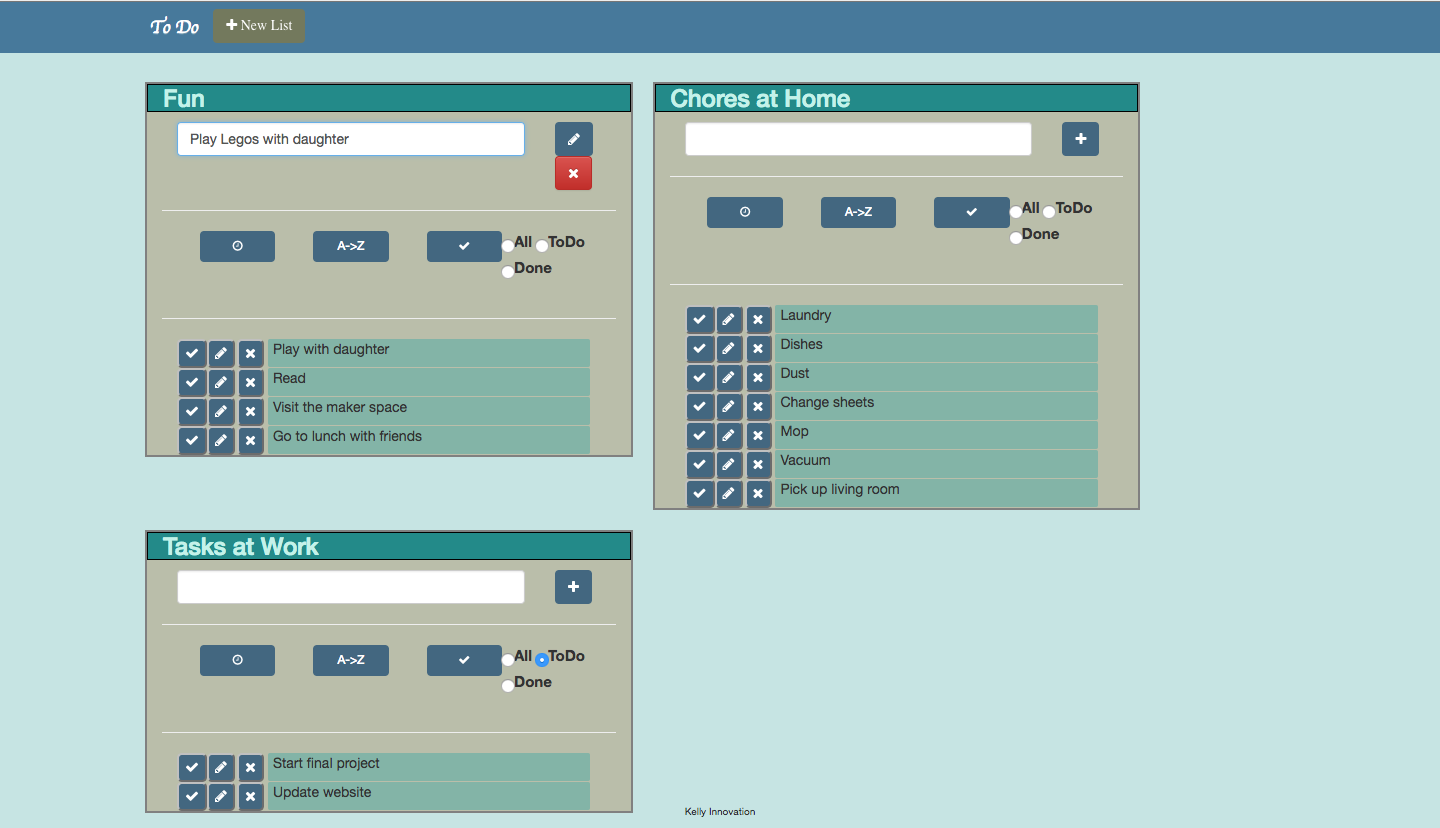 To Do
New List
Fun
Play Legos with daughter
A->Z
All ToDo
Done
Play with daughter
Read
Visit the maker space
Go to lunch with friends
Chores at Home
A->Z
All ToDo
Done
Laundry
Dishes
Dust
Change sheets
Mop
Vacuum
Pick up living room
Tasks at Work
A->Z
All ToDo
Done
Start final project
Update website
Kelly Innovation